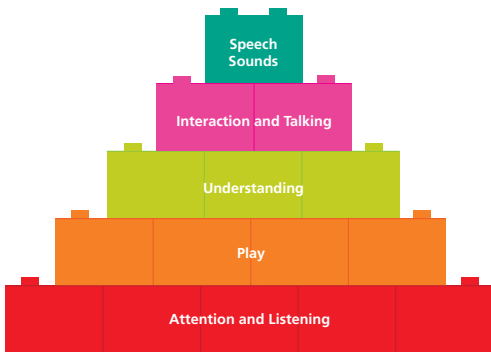 Speech
Sounds
Interaction and Talking
Understanding
Play
Attention and Listening